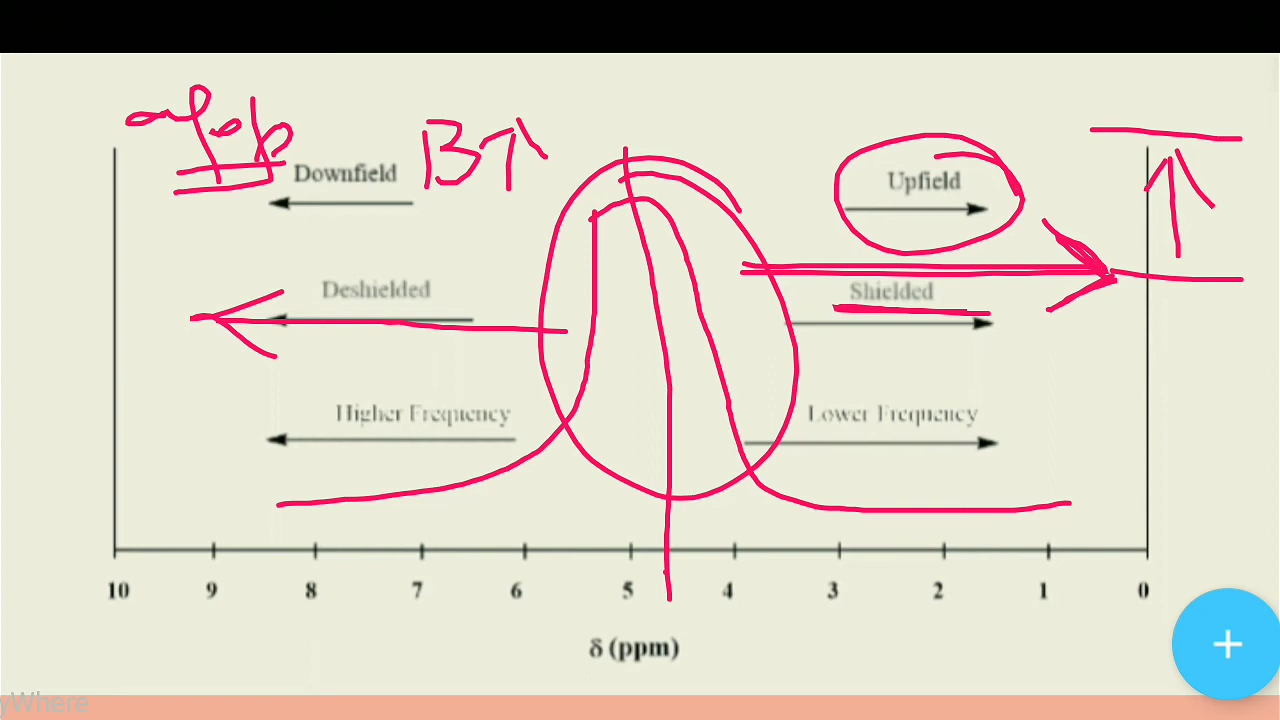 B↑
Downfield
Upfield
Deshielded
Shielded
Higher Frequency
Lower Frequency
10 9 8 7 6 5 4 3 2 1 0
δ (ppm)
yWhere